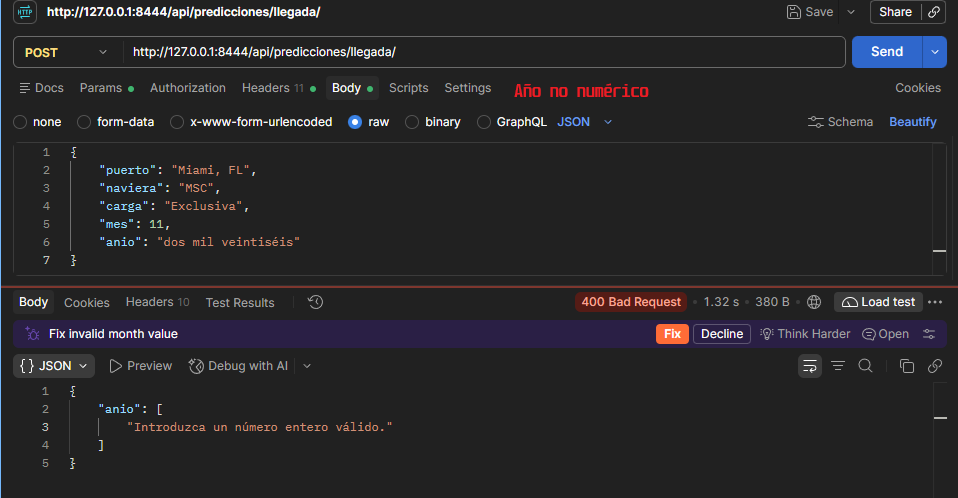 HTTP http://127.0.0.1:8444/api/predicciones/llegada/ Save Share
POST http://127.0.0.1:8444/api/predicciones/llegada/ Send
Docs Params Authorization Headers 11 Body Scripts Settings Año no numérico Cookies
none form-data x-www-form-urlencoded raw binary GraphQL JSON Schema Beautify
1 {
2 "puerto": "Miami, FL",
3 "naviera": "MSC",
4 "carga": "Exclusiva",
5 "mes": 11,
6 "anio": "dos mil veintiséis"
7 }
Body Cookies Headers 10 Test Results 400 Bad Request • 1.32 s • 380 B • Load test
Fix invalid month value Fix Decline Think Harder Open
{} JSON Preview Debug with AI
1 {
2 "anio": [
3 "Introduzca un número entero válido."
4 ]
5 }